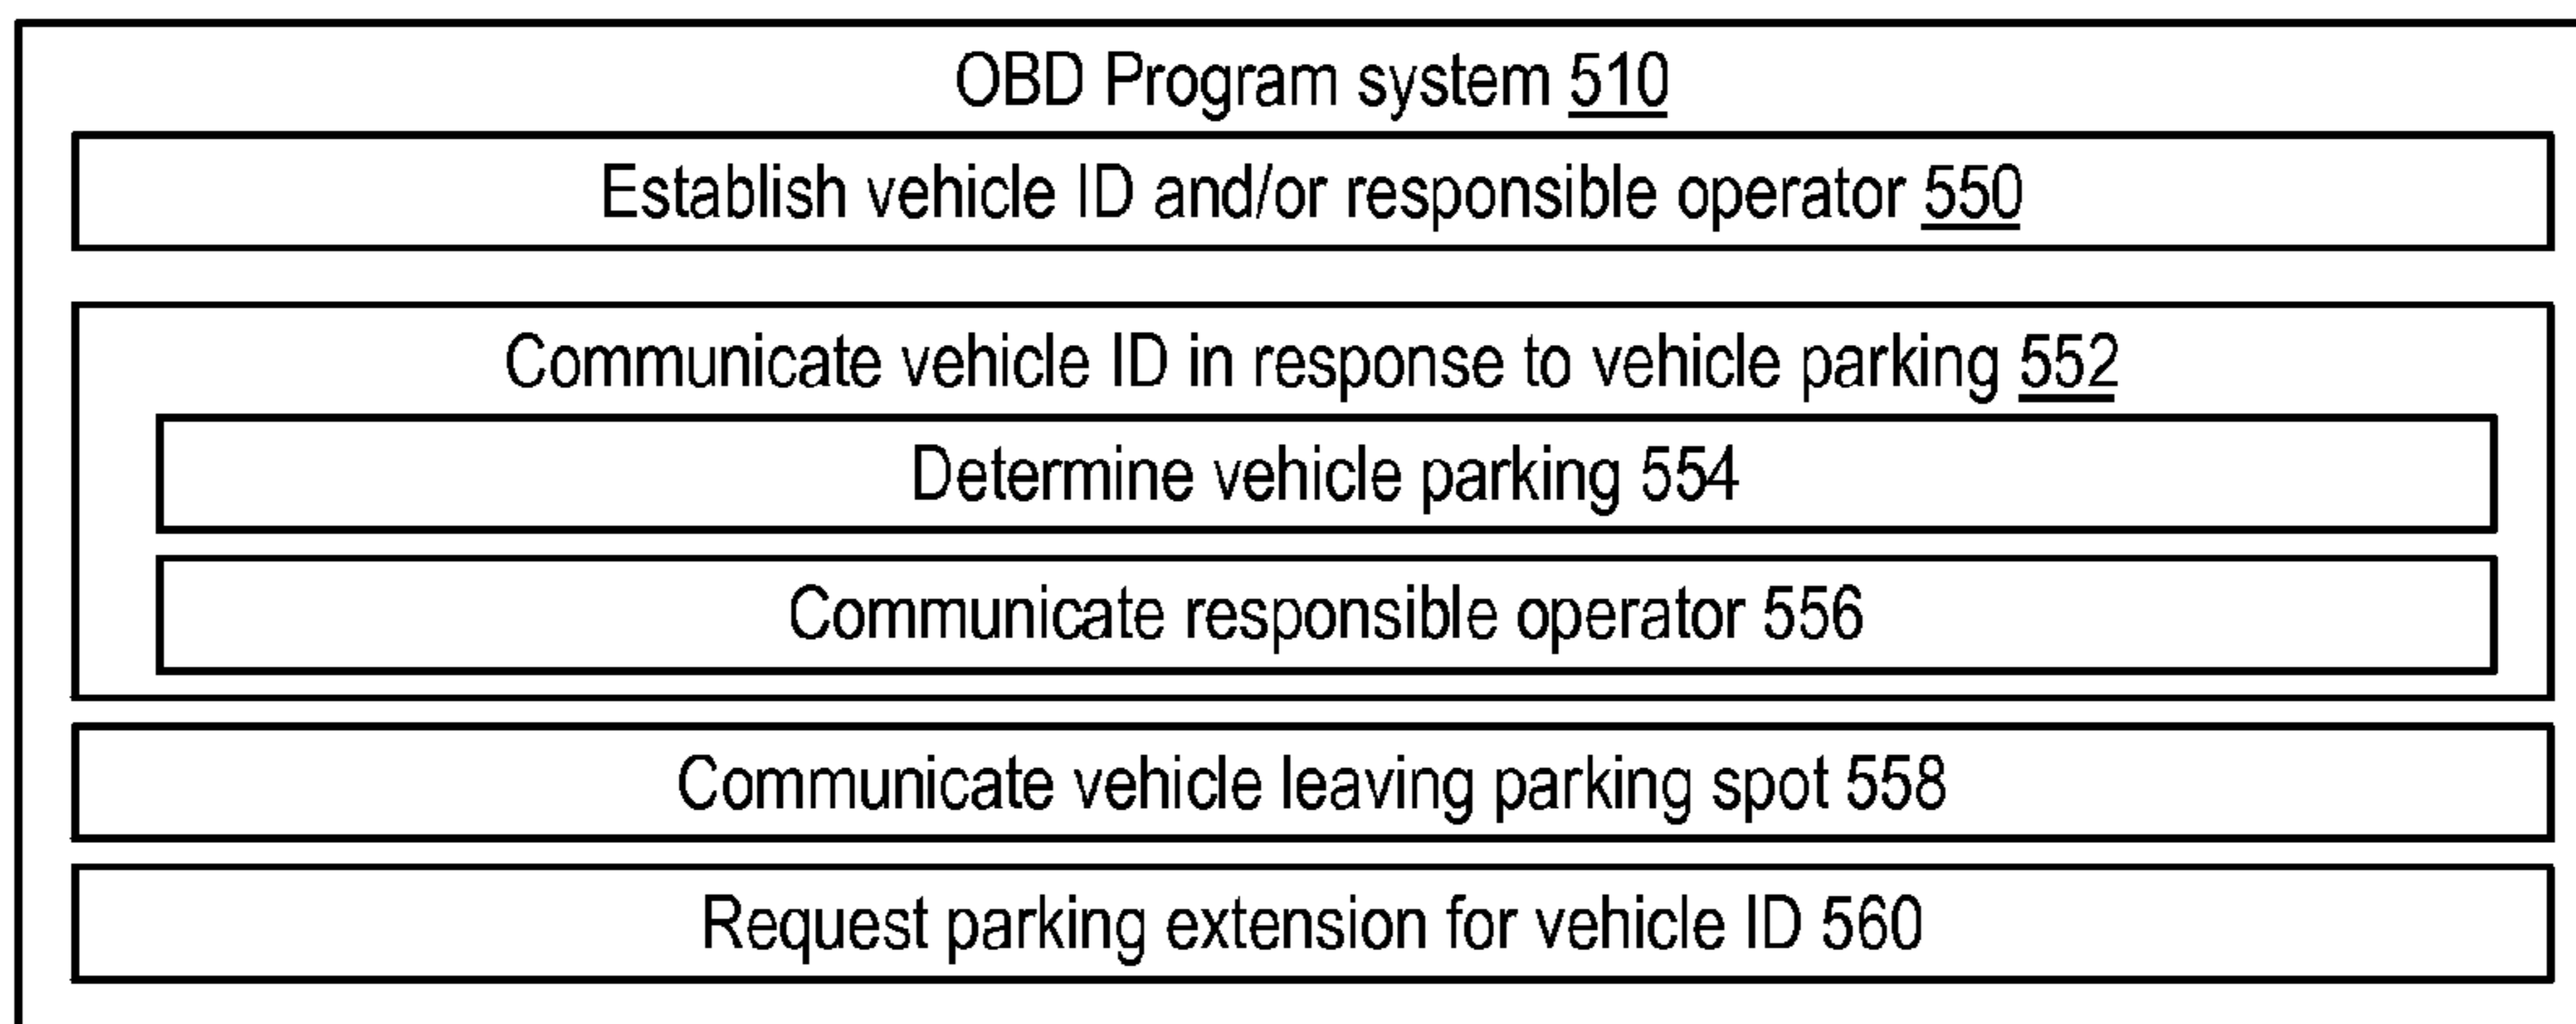 OBD Program system 510
Establish vehicle ID and/or responsible operator 550
Communicate vehicle ID in response to vehicle parking 552
Determine vehicle parking 554
Communicate responsible operator 556
Communicate vehicle leaving parking spot 558
Request parking extension for vehicle ID 560